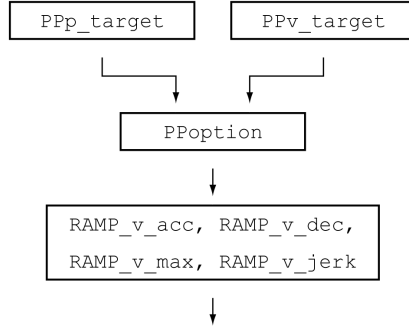 PPp_target
PPv_target
PPoption
RAMP_v_acc, RAMP_v_dec,
RAMP_v_max, RAMP_v_jerk